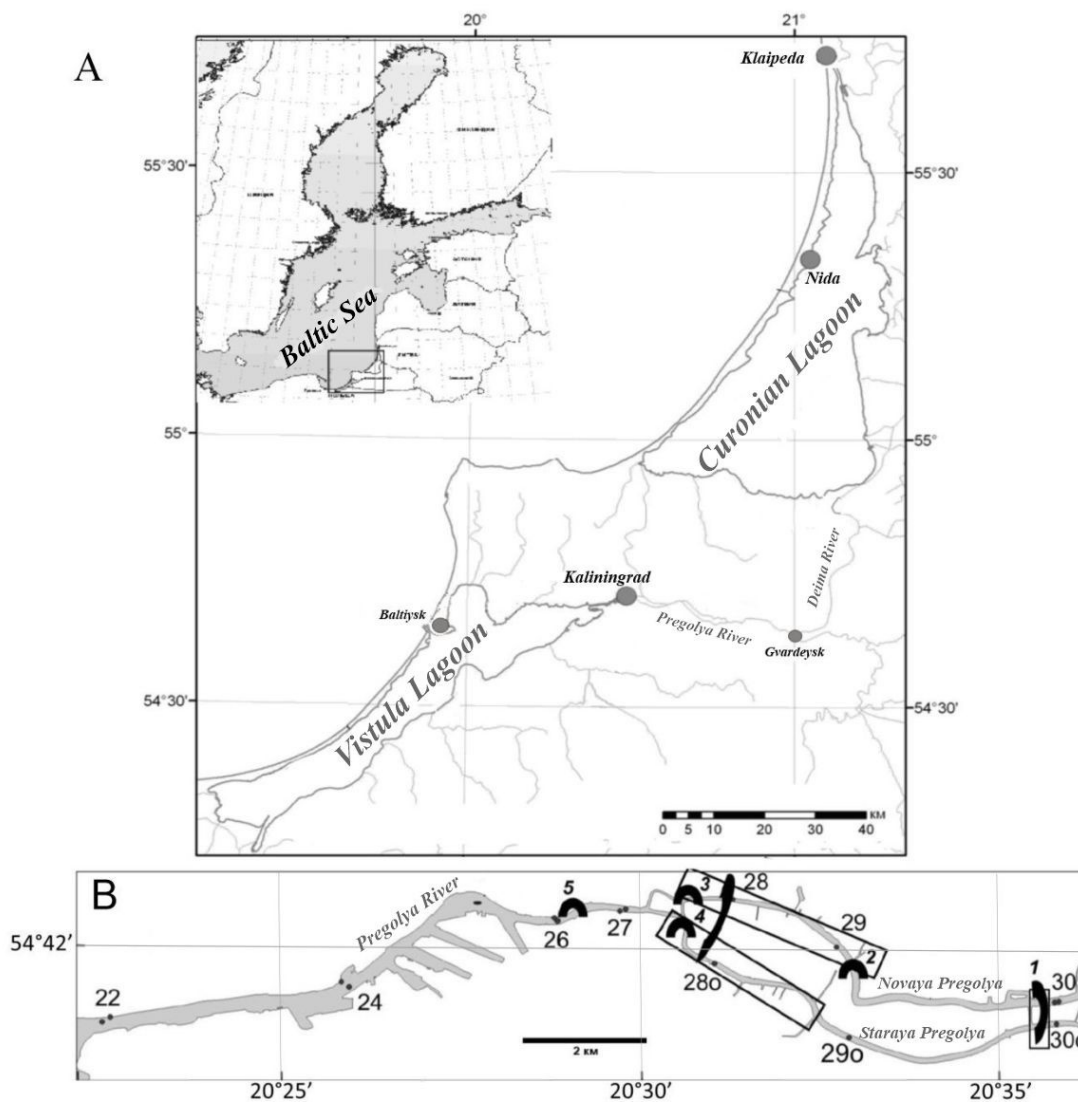 20°
21°
A
Klaipeda
55°30'
55°30'
Nida
Baltic Sea
Curonian Lagoon
55°
55°
Deima River
Kaliningrad
Baltiysk
Pregolya River
Gvardeysk
Vistula Lagoon
54°30'
54°30'
КМ
0 5 10 20 30 40
B
Pregolya River
5
3
28
4
54°42'
26
27
29
2
1
22
24
28o
Novaya Pregolya
30
Staraya Pregolya
2 КМ
29o
30o
20°25'
20°30'
20°35'